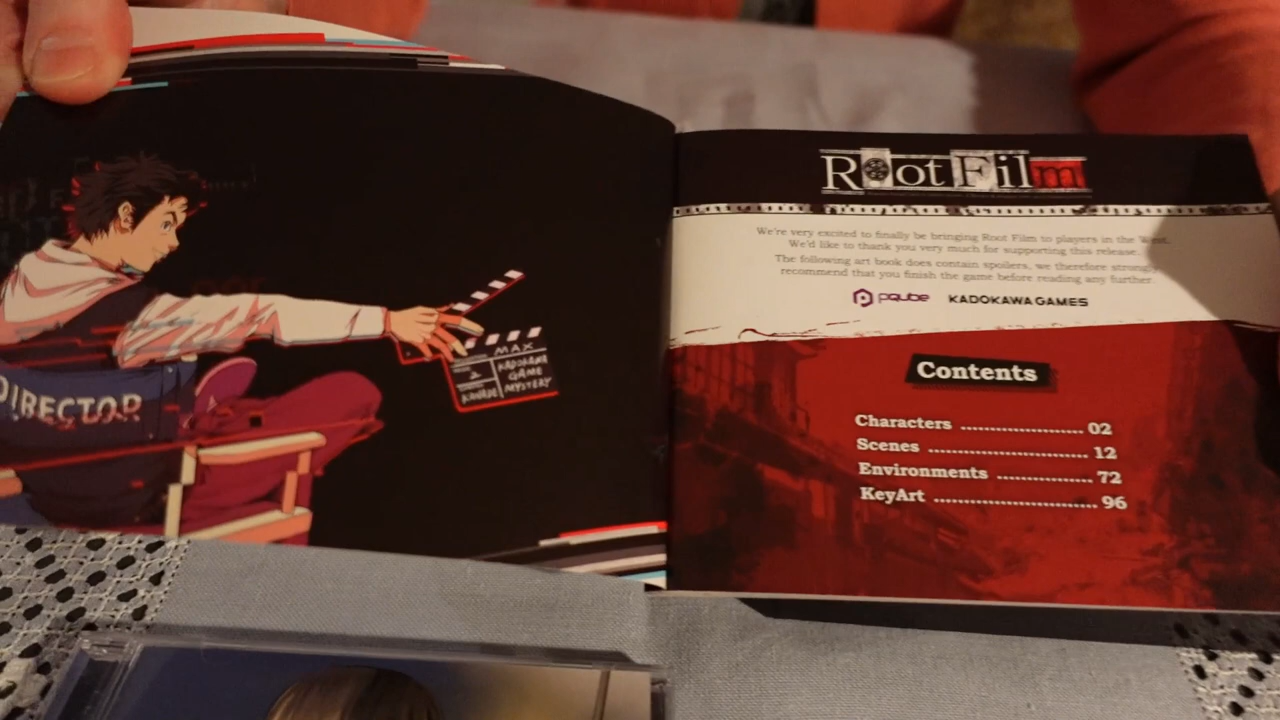 DIRECTOR
MAX
KADOKAWA
GAME
MYSTERY
2
Root Film
We're very excited to finally be bringing Root Film to players in the West.
We'd like to thank you very much for supporting this release.
The following art book does contain spoilers, we therefore strongly
recommend that you finish the game before reading any further.
PQube KADOKAWA GAMES
Contents
Characters ........................ 02
Scenes ............................... 12
Environments ................... 72
KeyArt ................................ 96